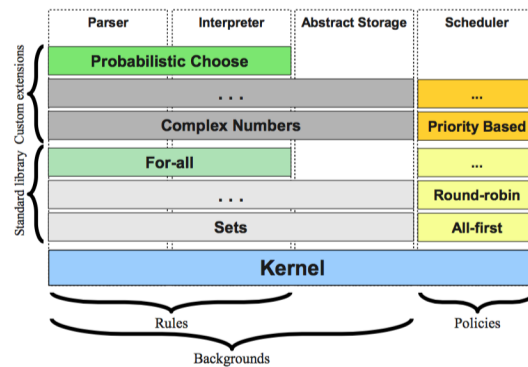 Parser Interpreter Abstract Storage Scheduler
Custom extensions
Probabilistic Choose
... ...
Complex Numbers Priority Based
Standard library
For-all ...
... Round-robin
Sets All-first
Kernel
Rules Policies
Backgrounds